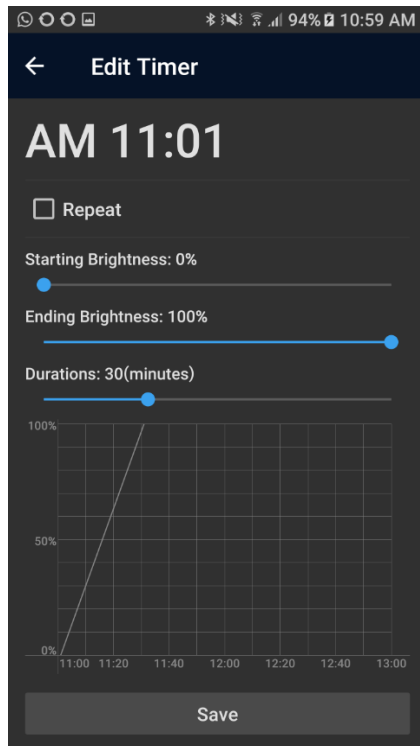 94% 10:59 AM
Edit Timer
AM 11:01
Repeat
Starting Brightness: 0%
Ending Brightness: 100%
Durations: 30(minutes)
100%
50%
0%
11:00 11:20 11:40 12:00 12:20 12:40 13:00
Save